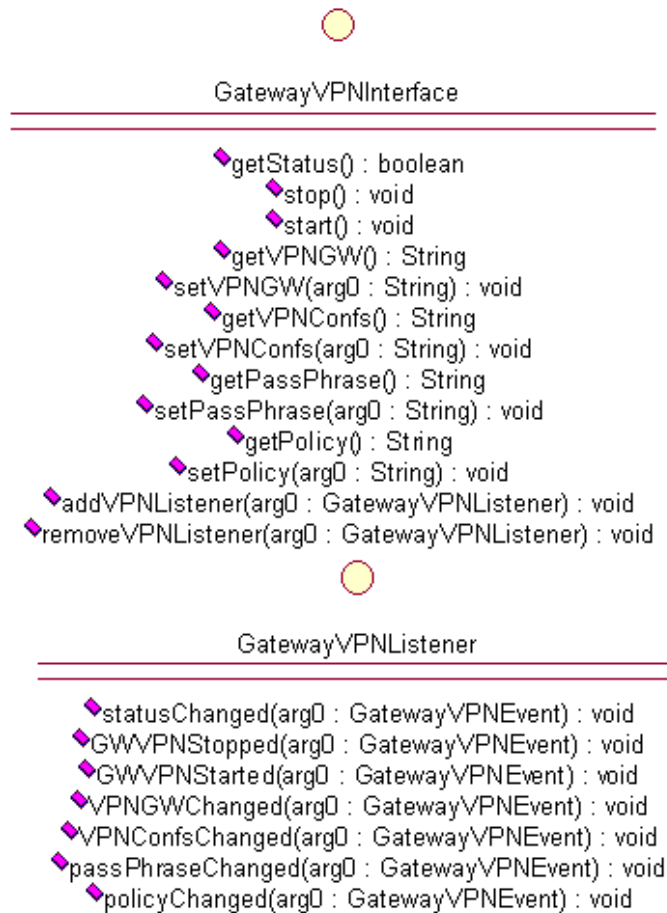 GatewayVPNInterface
getStatus() : boolean
stop() : void
start() : void
getVPNGW() : String
setVPNGW(arg0 : String) : void
getVPNConfs() : String
setVPNConfs(arg0 : String) : void
getPassPhrase() : String
setPassPhrase(arg0 : String) : void
getPolicy() : String
setPolicy(arg0 : String) : void
addVPNListener(arg0 : GatewayVPNListener) : void
removeVPNListener(arg0 : GatewayVPNListener) : void
GatewayVPNListener
statusChanged(arg0 : GatewayVPNEvent) : void
GWVPNStopped(arg0 : GatewayVPNEvent) : void
GWVPNStarted(arg0 : GatewayVPNEvent) : void
VPNGWChanged(arg0 : GatewayVPNEvent) : void
VPNConfsChanged(arg0 : GatewayVPNEvent) : void
passPhraseChanged(arg0 : GatewayVPNEvent) : void
policyChanged(arg0 : GatewayVPNEvent) : void